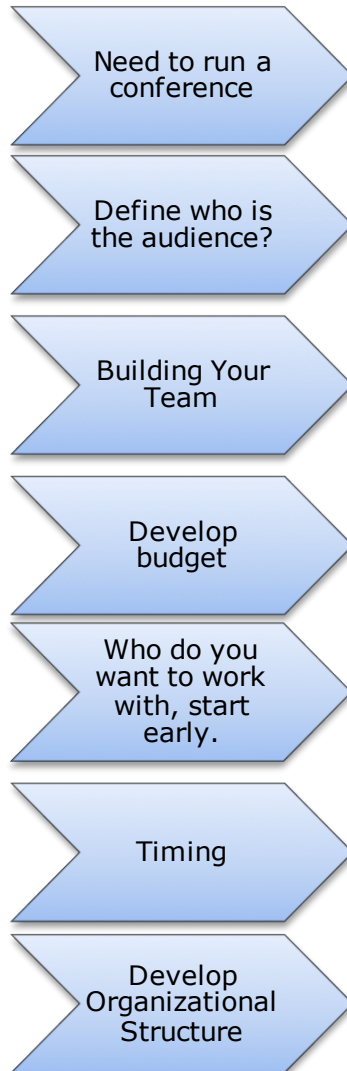 Need to run a
conference
Define who is
the audience?
Building Your
Team
Develop
budget
Who do you
want to work
with, start
early.
Timing
Develop
Organizational
Structure